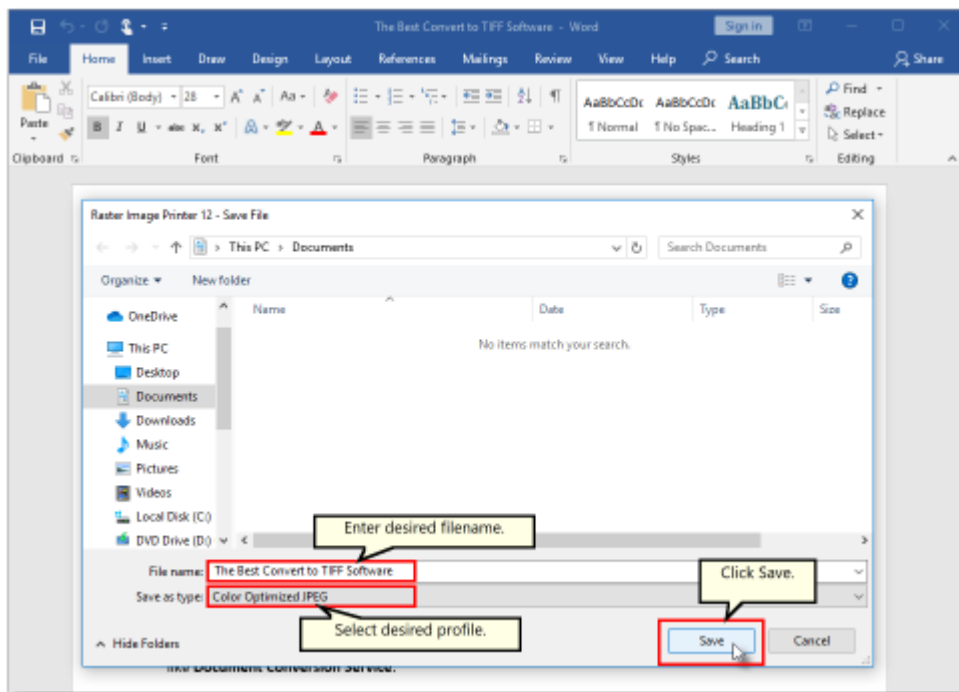 The Best Convert to TIFF Software - Word
Sign in
File Home Insert Draw Design Layout References Mailings Review View Help Search Share
Calibri (Body) 28 A A Aa
Find
Paste
B I U abc X, X' A A
AaBbCcDc AaBbCcDc AaBbC
Replace
¶ Normal ¶ No Spac... Heading 1
Select
Clipboard Font Paragraph Styles Editing
Raster Image Printer 12 - Save File
This PC > Documents
Search Documents
Organize New folder
Name Date Type Size
OneDrive
No items match your search.
This PC
Desktop
Documents
Downloads
Music
Pictures
Videos
Local Disk (C:)
DVD Drive (D:)
Enter desired filename.
File name: The Best Convert to TIFF Software
Click Save.
Save as type: Color Optimized JPEG
Select desired profile.
Hide Folders
Save Cancel
like Document Conversion Service.